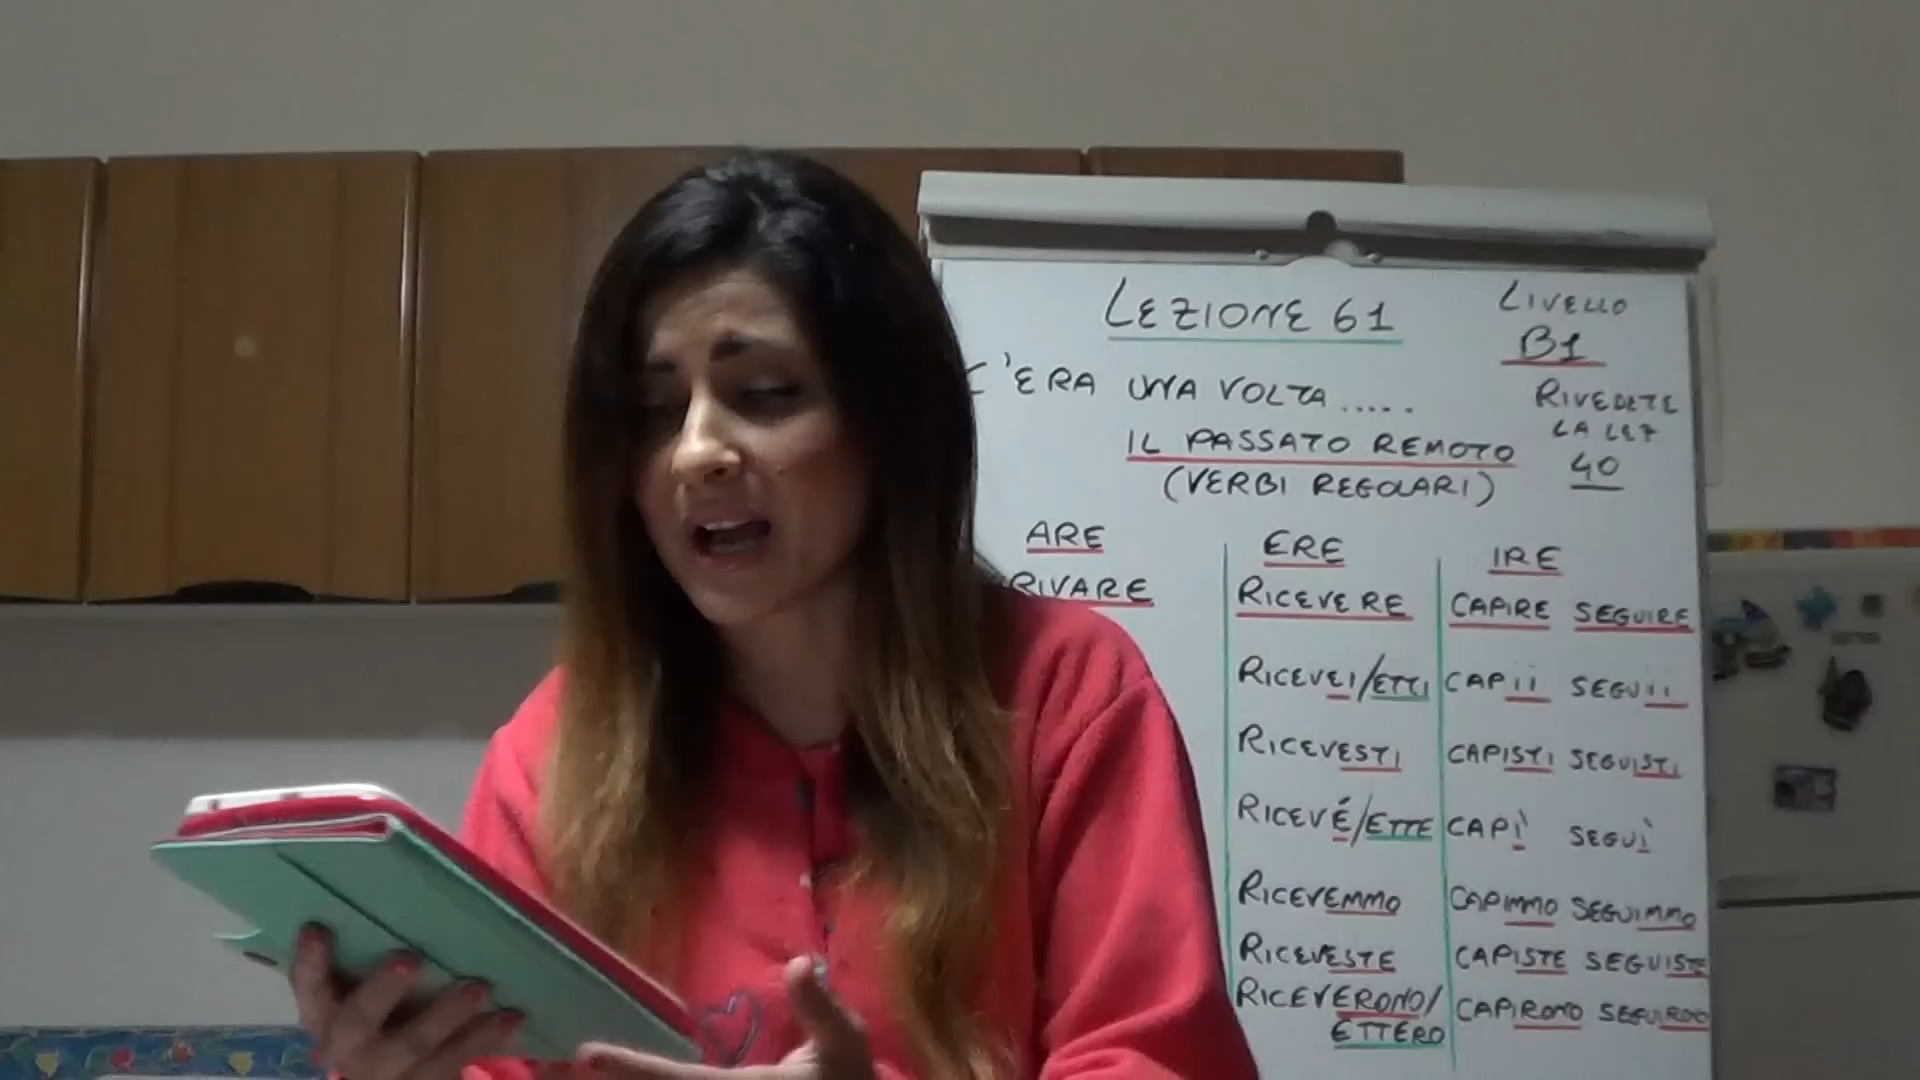 LEZIONE 61
LIVELLO
B1
C'ERA UNA VOLTA.....
RIVEDETE
LA LEZ
40
IL PASSATO REMOTO
(VERBI REGOLARI)
ARE
ERE
IRE
RIVARE
RICEVERE
CAPIRE SEGUIRE
RICEVEI/ETTI
CAPii SEGUii
RICEVESTI
CAPISTI SEGUISTI
RICEVÉ/ETTE
CAPÌ SEGUÌ
RICEVEMMO
CAPIMMO SEGUIMMO
RICEVESTE
CAPISTE SEGUISTE
RICEVERONO/
ETTERO
CAPIRONO SEGUIRONO